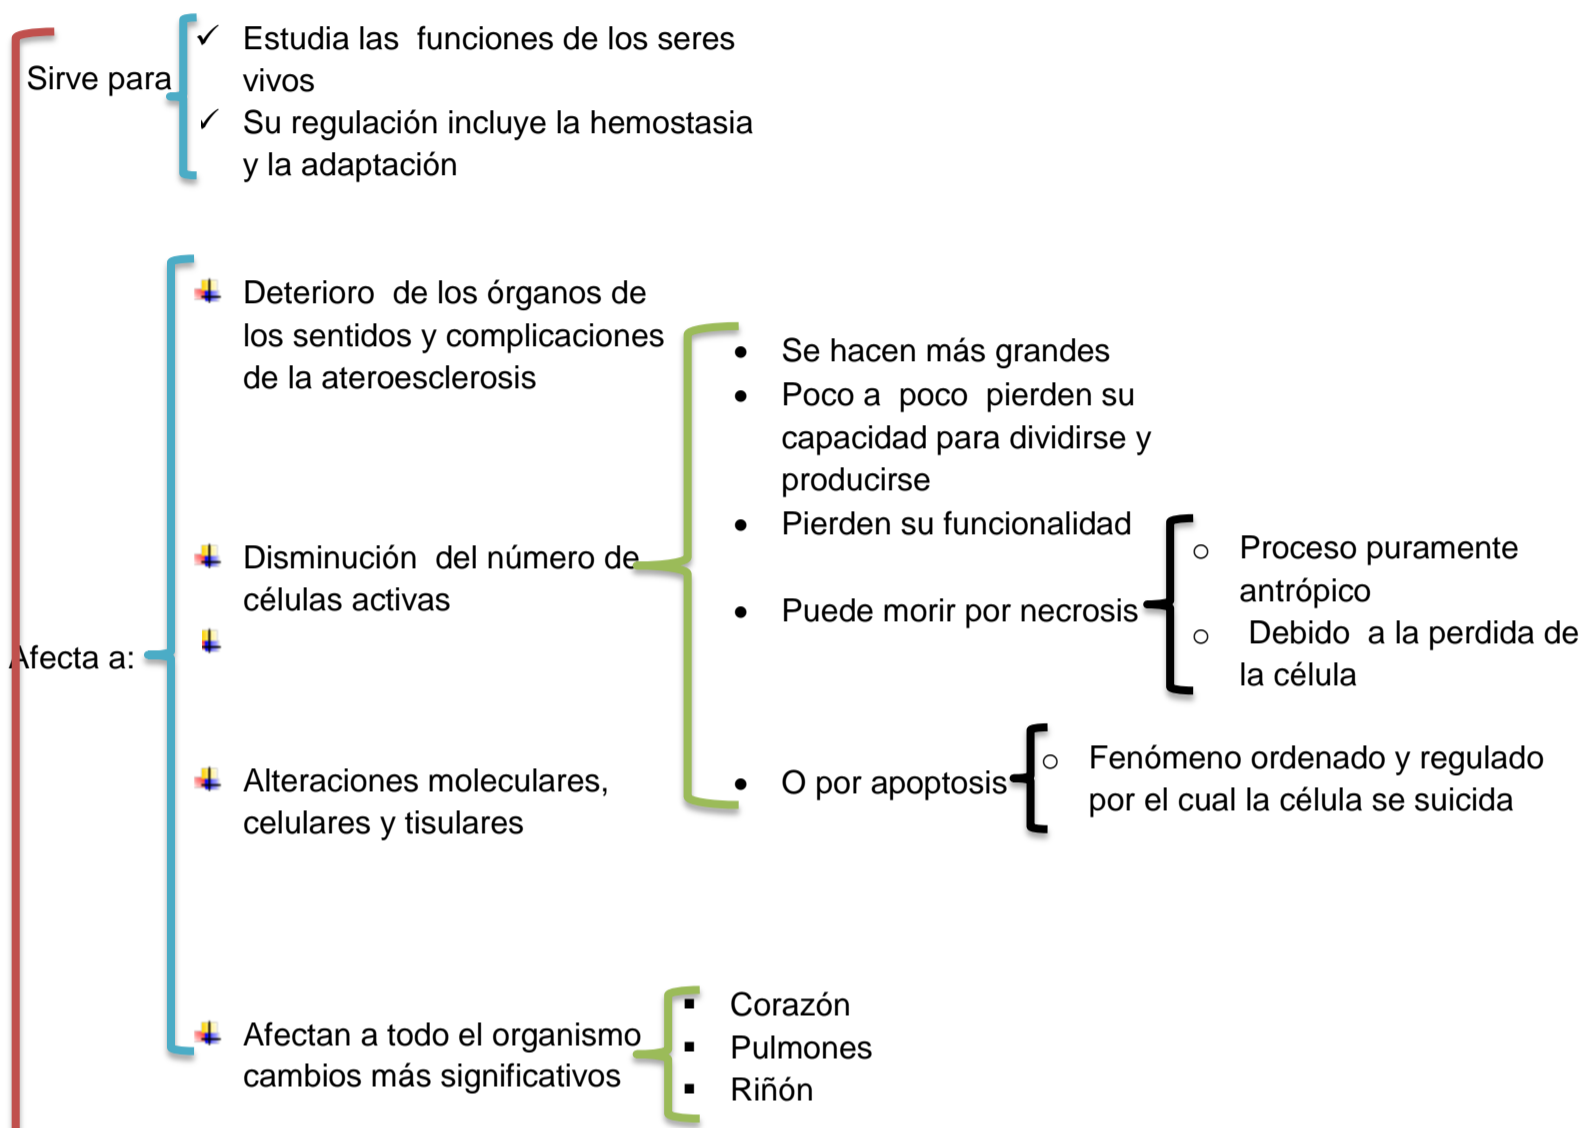 Sirve para
Estudia las funciones de los seres
vivos
Su regulación incluye la hemostasia
y la adaptación
Afecta a:
Deterioro de los órganos de
los sentidos y complicaciones
de la ateroesclerosis
Disminución del número de
células activas
Se hacen más grandes
Poco a poco pierden su
capacidad para dividirse y
producirse
Pierden su funcionalidad
Puede morir por necrosis
Proceso puramente
antrópico
Debido a la perdida de
la célula
O por apoptosis
Fenómeno ordenado y regulado
por el cual la célula se suicida
Alteraciones moleculares,
celulares y tisulares
Afectan a todo el organismo
cambios más significativos
Corazón
Pulmones
Riñón